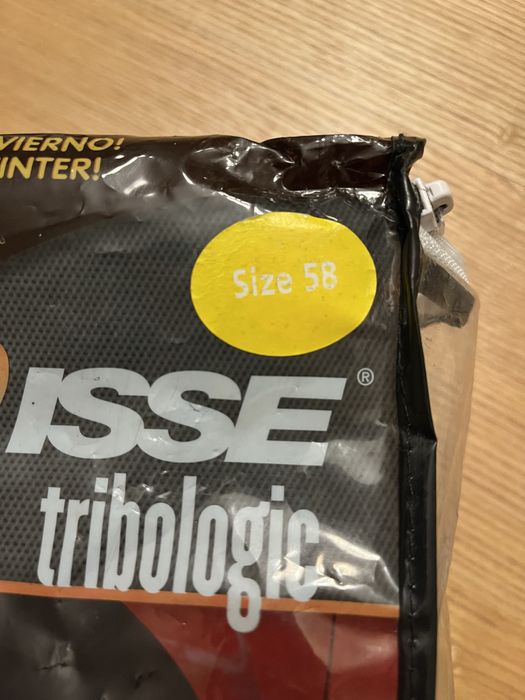 VIERNO!
INTER!
Size 58
ISSE®
tribologic